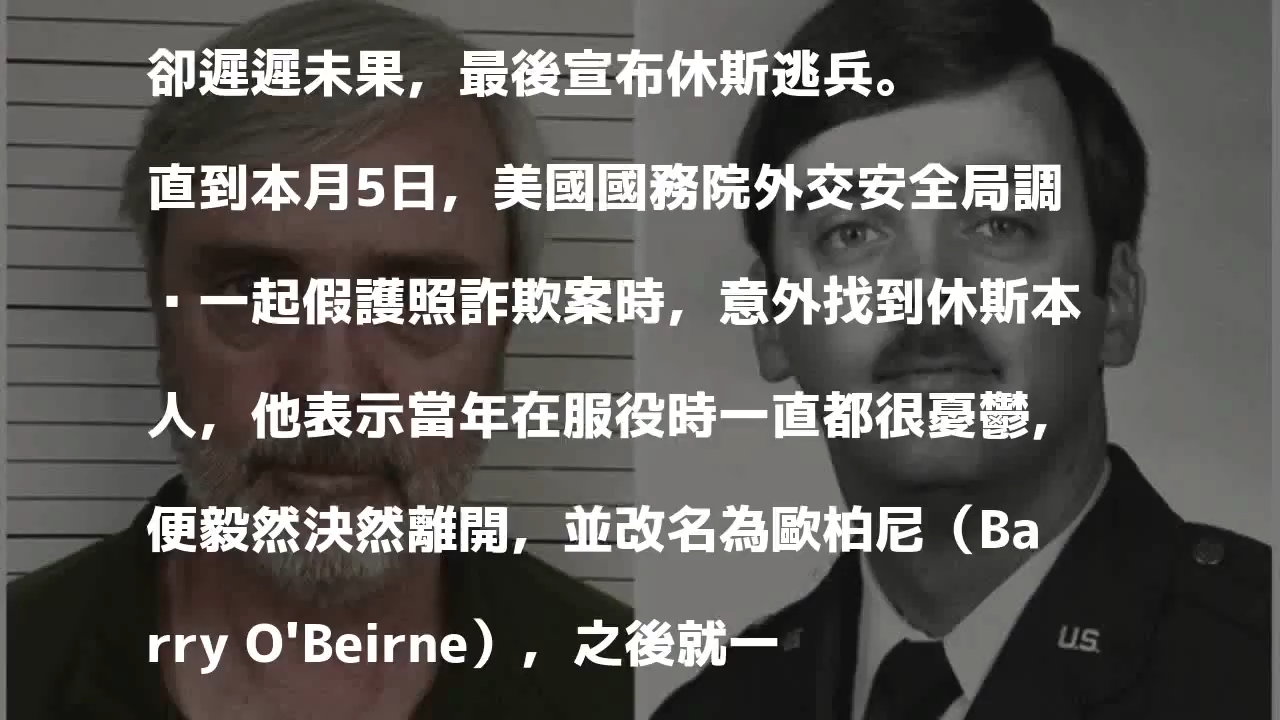 卻遲遲未果，最後宣布休斯逃兵。
直到本月5日，美國國務院外交安全局調
・一起假護照詐欺案時，意外找到休斯本
人，他表示當年在服役時一直都很憂鬱，
便毅然決然離開，並改名為歐柏尼（Ba
rry O'Beirne），之後就一
U.S.